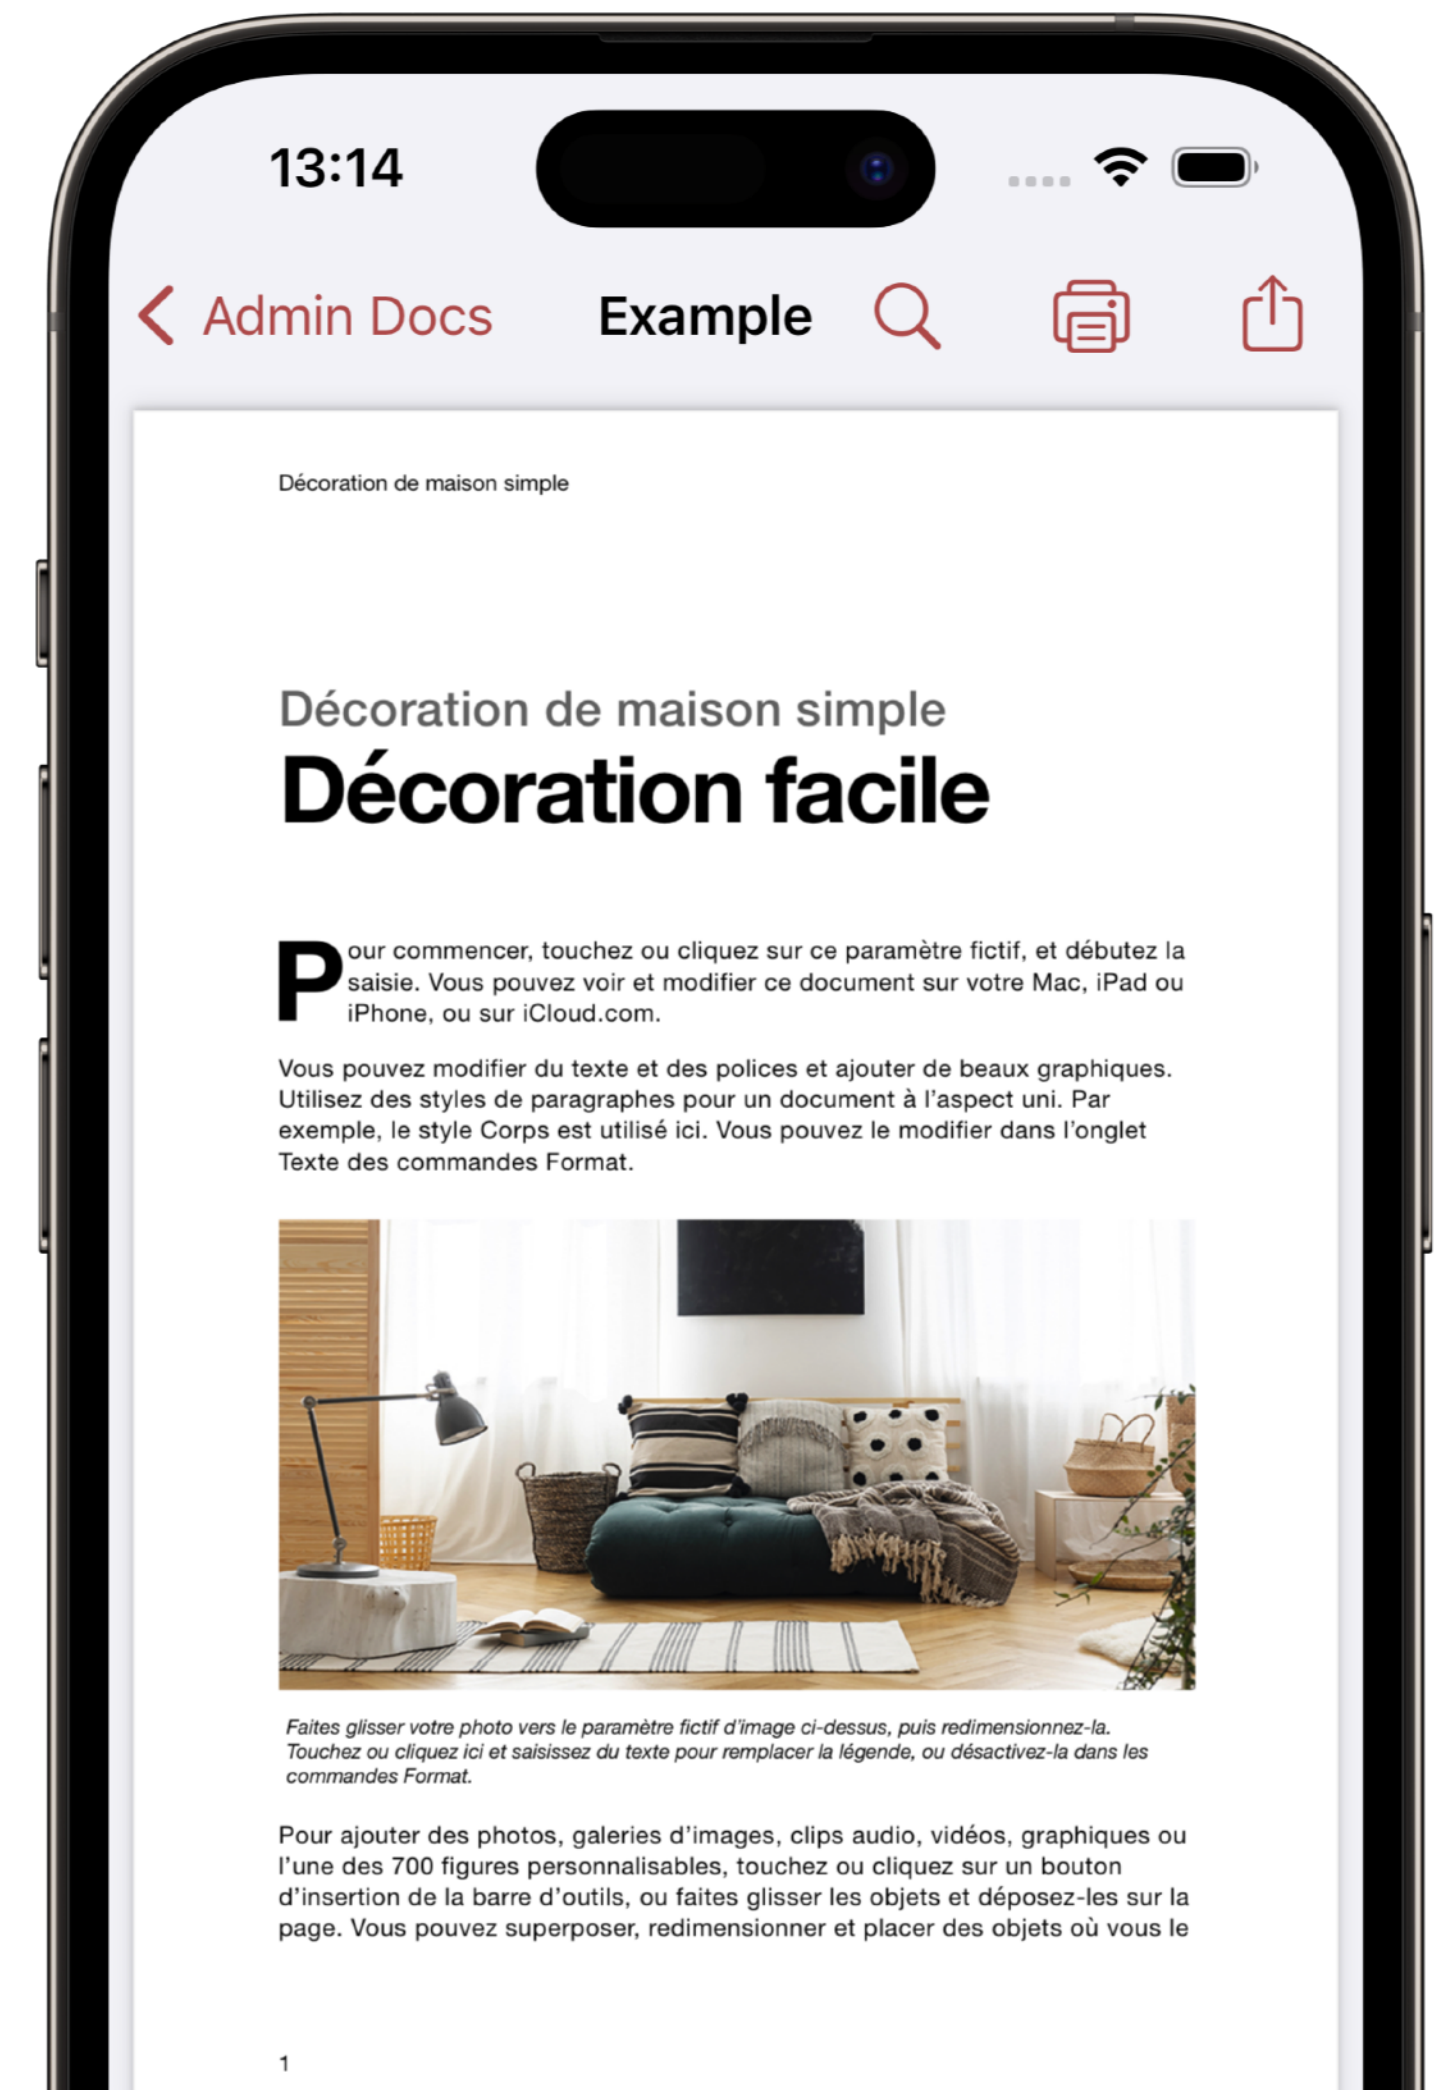 13:14
Admin Docs
Example
Décoration de maison simple
Décoration de maison simple
Décoration facile
Pour commencer, touchez ou cliquez sur ce paramètre fictif, et débutez la
saisie. Vous pouvez voir et modifier ce document sur votre Mac, iPad ou
iPhone, ou sur iCloud.com.
Vous pouvez modifier du texte et des polices et ajouter de beaux graphiques.
Utilisez des styles de paragraphes pour un document à l’aspect uni. Par
exemple, le style Corps est utilisé ici. Vous pouvez le modifier dans l’onglet
Texte des commandes Format.
Faites glisser votre photo vers le paramètre fictif d’image ci-dessus, puis redimensionnez-la.
Touchez ou cliquez ici et saisissez du texte pour remplacer la légende, ou désactivez-la dans les
commandes Format.
Pour ajouter des photos, galeries d’images, clips audio, vidéos, graphiques ou
l’une des 700 figures personnalisables, touchez ou cliquez sur un bouton
d’insertion de la barre d’outils, ou faites glisser les objets et déposez-les sur la
page. Vous pouvez superposer, redimensionner et placer des objets où vous le
1